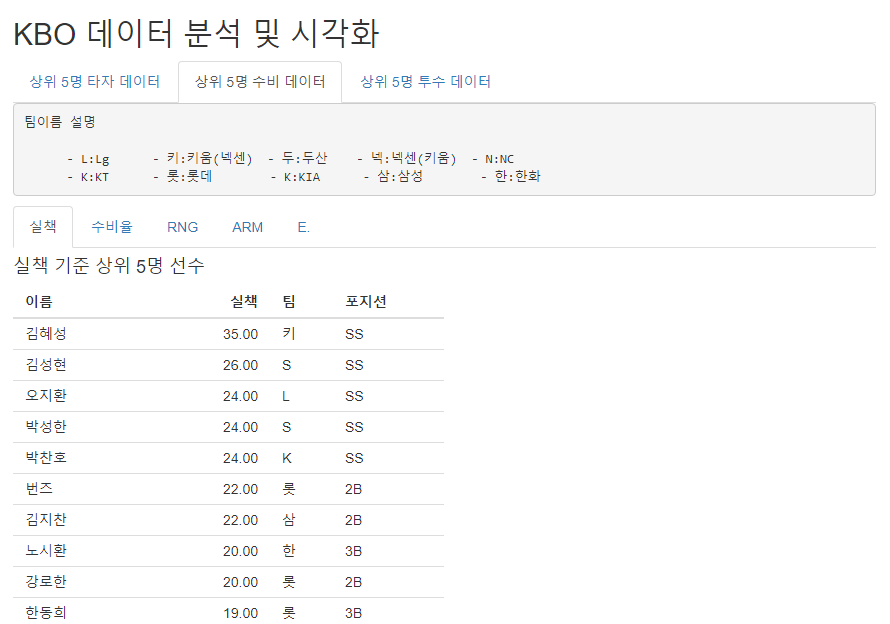 KBO 데이터 분석 및 시각화
상위 5명 타자 데이터 상위 5명 수비 데이터 상위 5명 투수 데이터
팀이름 설명
- L:Lg - 키:키움(넥센) - 두:두산 - 넥:넥센(키움) - N:NC
- K:KT - 롯:롯데 - K:KIA - 삼:삼성 - 한:한화
실책 수비율 RNG ARM E.
실책 기준 상위 5명 선수
이름 실책 팀 포지션
김혜성 35.00 키 SS
김성현 26.00 S SS
오지환 24.00 L SS
박성한 24.00 S SS
박찬호 24.00 K SS
번즈 22.00 롯 2B
김지찬 22.00 삼 2B
노시환 20.00 한 3B
강로한 20.00 롯 2B
한동희 19.00 롯 3B